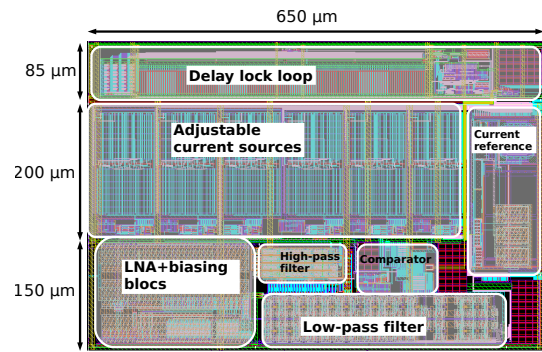 650 µm
85 µm
Delay lock loop
200 µm
Adjustable
current sources
Current
reference
150 µm
LNA+biasing
blocs
High-pass
filter
Comparator
Low-pass filter